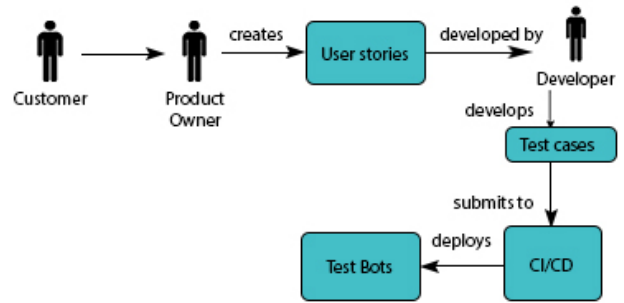 creates
User stories
developed by
Customer
Product
Owner
Developer
develops
Test cases
submits to
deploys
Test Bots
CI/CD